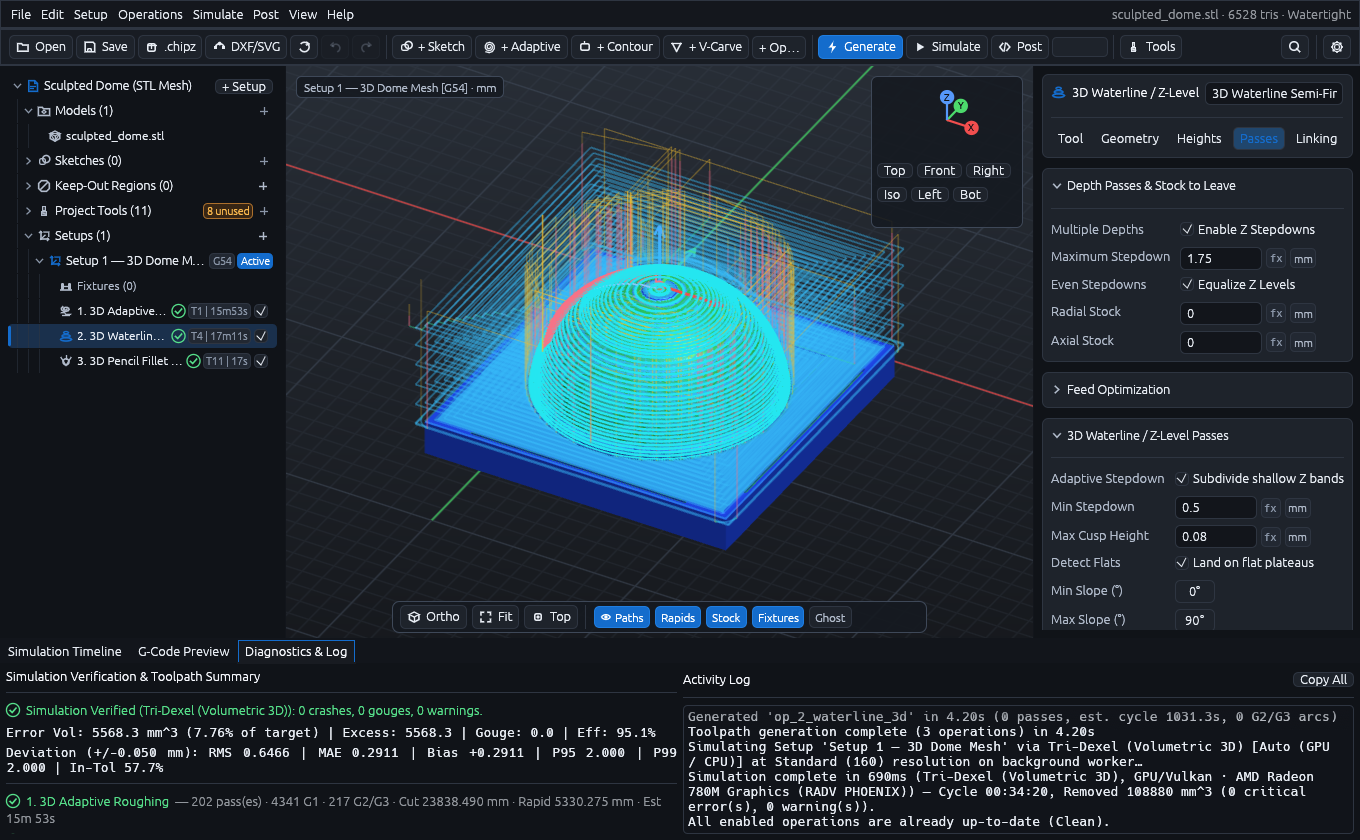 File Edit Setup Operations Simulate Post View Help
sculpted_dome.stl · 6528 tris · Watertight
Open Save .chipz DXF/SVG + Sketch + Adaptive + Contour + V-Carve + Op... Generate Simulate Post Tools
Sculpted Dome (STL Mesh) + Setup
Models (1) +
sculpted_dome.stl
Sketches (0) +
Keep-Out Regions (0) +
Project Tools (11) 8 unused +
Setups (1) +
Setup 1 — 3D Dome M... G54 Active
Fixtures (0)
1. 3D Adaptive... T1 | 15m53s
2. 3D Waterlin... T4 | 17m11s
3. 3D Pencil Fillet ... T11 | 17s
Setup 1 — 3D Dome Mesh [G54] · mm
Z
Y
X
Top Front Right
Iso Left Bot
Ortho Fit Top Paths Rapids Stock Fixtures Ghost
3D Waterline / Z-Level 3D Waterline Semi-Fir
Tool Geometry Heights Passes Linking
Depth Passes & Stock to Leave
Multiple Depths Enable Z Stepdowns
Maximum Stepdown 1.75 fx mm
Even Stepdowns Equalize Z Levels
Radial Stock 0 fx mm
Axial Stock 0 fx mm
Feed Optimization
3D Waterline / Z-Level Passes
Adaptive Stepdown Subdivide shallow Z bands
Min Stepdown 0.5 fx mm
Max Cusp Height 0.08 fx mm
Detect Flats Land on flat plateaus
Min Slope (°) 0°
Max Slope (°) 90°
Simulation Timeline G-Code Preview Diagnostics & Log
Simulation Verification & Toolpath Summary
Simulation Verified (Tri-Dexel (Volumetric 3D)): 0 crashes, 0 gouges, 0 warnings.
Error Vol: 5568.3 mm^3 (7.76% of target) | Excess: 5568.3 | Gouge: 0.0 | Eff: 95.1%
Deviation (+/-0.050 mm): RMS 0.6466 | MAE 0.2911 | Bias +0.2911 | P95 2.000 | P99
2.000 | In-Tol 57.7%
1. 3D Adaptive Roughing — 202 pass(es) · 4341 G1 · 217 G2/G3 · Cut 23838.490 mm · Rapid 5330.275 mm · Est
15m 53s
Activity Log Copy All
Generated 'op_2_waterline_3d' in 4.20s (0 passes, est. cycle 1031.3s, 0 G2/G3 arcs)
Toolpath generation complete (3 operations) in 4.20s
Simulating Setup 'Setup 1 — 3D Dome Mesh' via Tri-Dexel (Volumetric 3D) [Auto (GPU
/ CPU)] at Standard (160) resolution on background worker…
Simulation complete in 690ms (Tri-Dexel (Volumetric 3D), GPU/Vulkan · AMD Radeon
780M Graphics (RADV PHOENIX)) — Cycle 00:34:20, Removed 108880 mm^3 (0 critical
error(s), 0 warning(s)).
All enabled operations are already up-to-date (Clean).